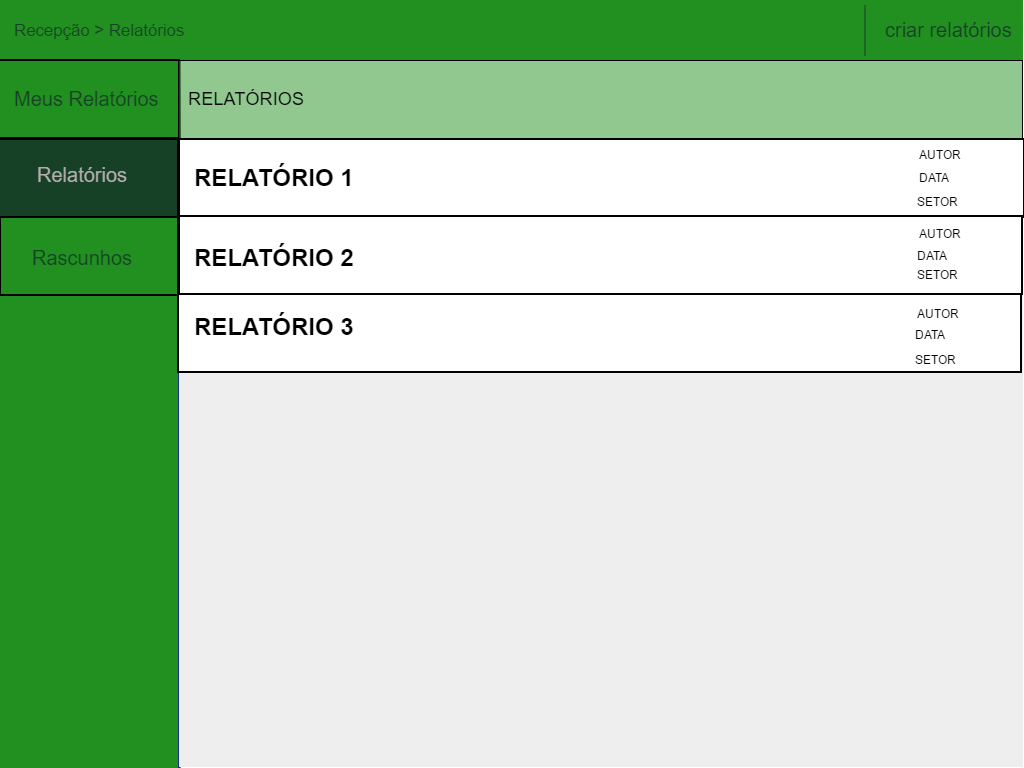 Recepção > Relatórios
criar relatórios
Meus Relatórios
RELATÓRIOS
Relatórios
RELATÓRIO 1
AUTOR
DATA
SETOR
Rascunhos
RELATÓRIO 2
AUTOR
DATA
SETOR
RELATÓRIO 3
AUTOR
DATA
SETOR